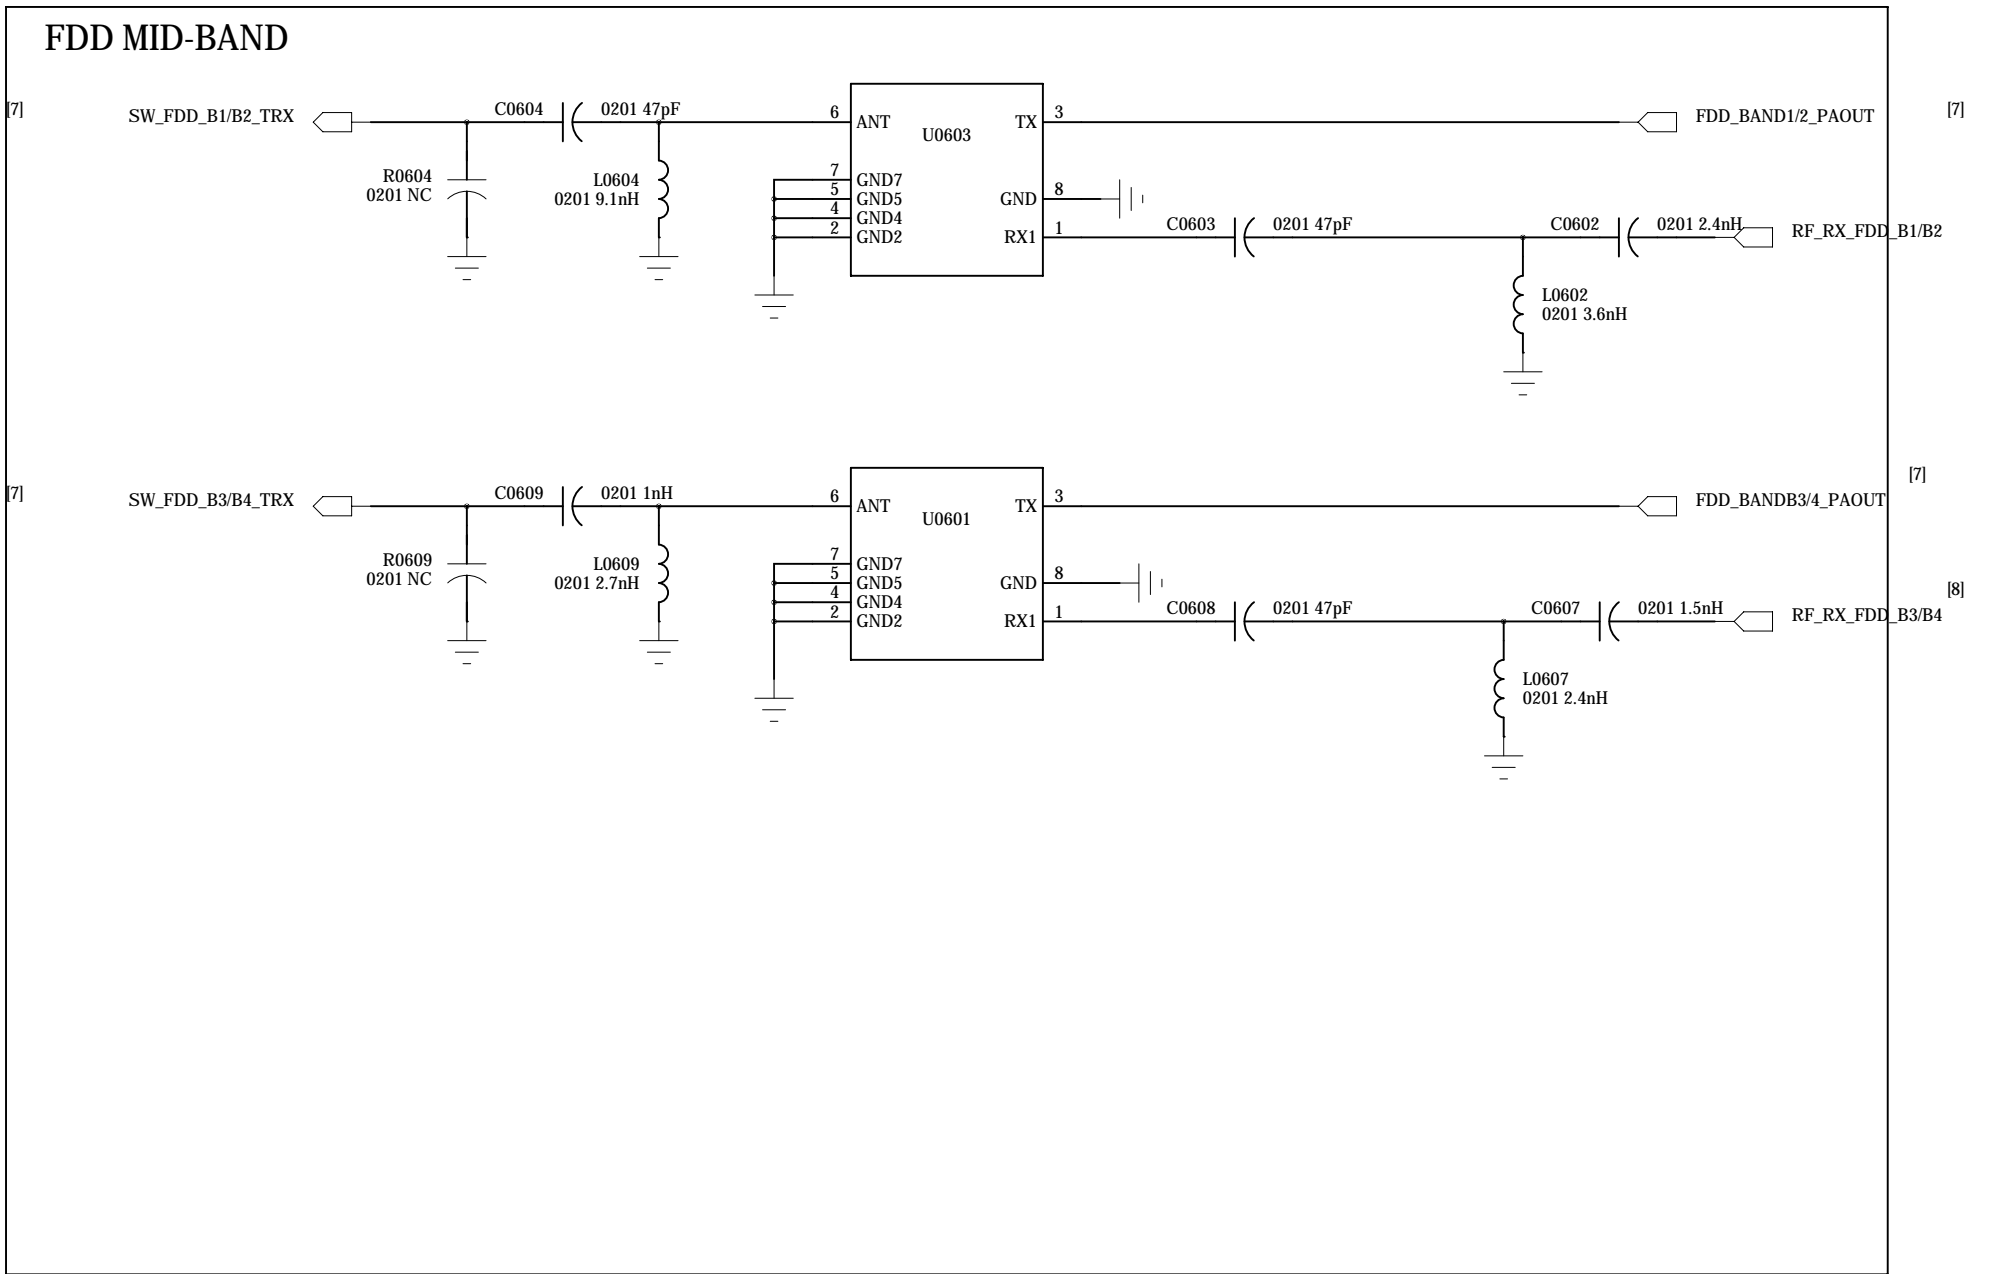 FDD MID-BAND
[7] SW_FDD_B1/B2_TRX C0604 0201 47pF 6 ANT U0603 TX 3 FDD_BAND1/2_PAOUT [7]
R0604
0201 NC
L0604
0201 9.1nH
7 GND7
5 GND5
4 GND4
2 GND2
GND 8
RX1 1 C0603 0201 47pF C0602 0201 2.4nH RF_RX_FDD_B1/B2
L0602
0201 3.6nH
[7]
[7] SW_FDD_B3/B4_TRX C0609 0201 1nH 6 ANT U0601 TX 3 FDD_BANDB3/4_PAOUT
R0609
0201 NC
L0609
0201 2.7nH
7 GND7
5 GND5
4 GND4
2 GND2
GND 8
[8]
RX1 1 C0608 0201 47pF C0607 0201 1.5nH RF_RX_FDD_B3/B4
L0607
0201 2.4nH